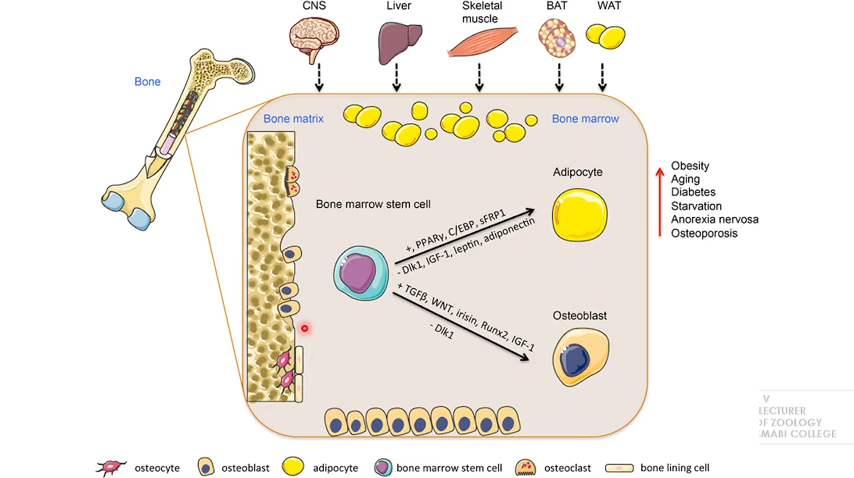 CNS
Liver
Skeletal
muscle
BAT
WAT
Bone
Bone matrix
Bone marrow
Adipocyte
Obesity
Aging
Diabetes
Starvation
Anorexia nervosa
Osteoporosis
Bone marrow stem cell
+, PPARγ, C/EBP, sFRP1
- Dlk1, IGF-1, leptin, adiponectin
+ TGFβ, WNT, irisin, Runx2, IGF-1
- Dlk1
Osteoblast
V
LECTURER
OF ZOOLOGY
MABI COLLEGE
osteocyte
osteoblast
adipocyte
bone marrow stem cell
osteoclast
bone lining cell